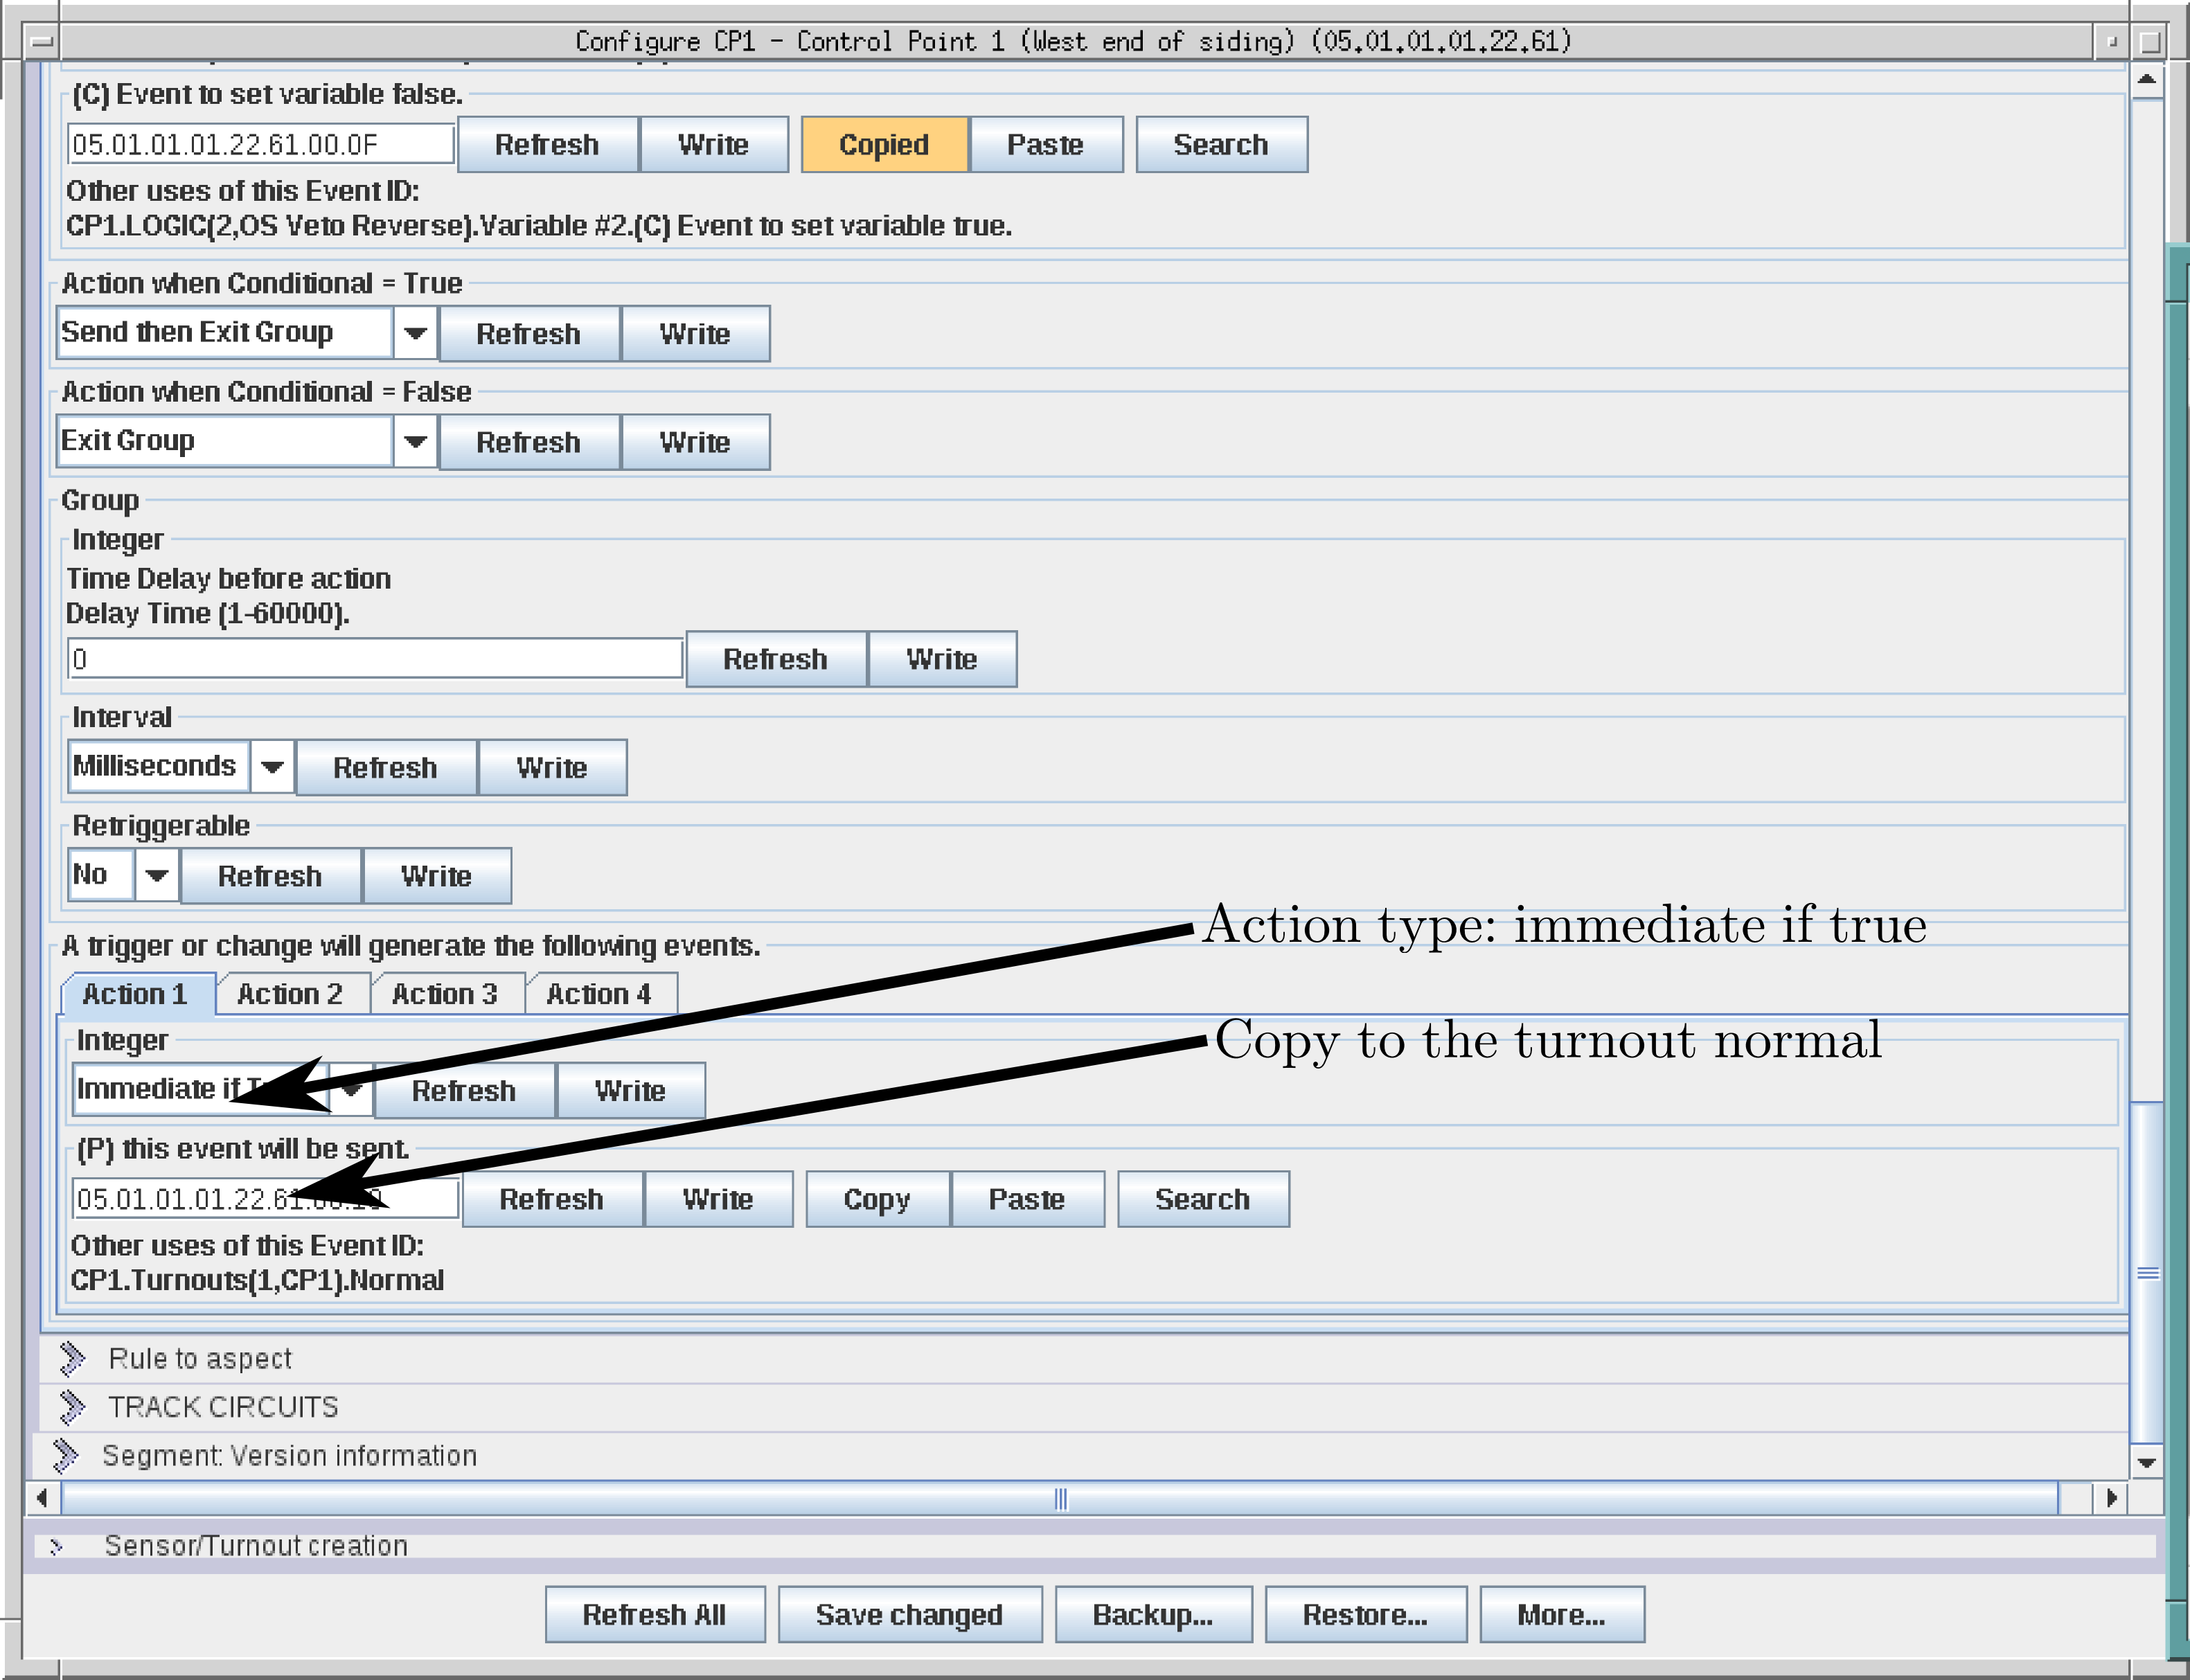 Configure CP1 - Control Point 1 (West end of siding) (05.01.01.01.22.61)
(C) Event to set variable false.
05.01.01.01.22.61.00.0F Refresh Write Copied Paste Search
Other uses of this Event ID:
CP1.LOGIC(2,OS Veto Reverse).Variable #2.(C) Event to set variable true.
Action when Conditional = True
Send then Exit Group Refresh Write
Action when Conditional = False
Exit Group Refresh Write
Group
Integer
Time Delay before action
Delay Time (1-60000).
0 Refresh Write
Interval
Milliseconds Refresh Write
Retriggerable
No Refresh Write
Action type: immediate if true
A trigger or change will generate the following events.
Action 1 Action 2 Action 3 Action 4
Copy to the turnout normal
Integer
Immediate if Refresh Write
(P) this event will be sent.
05.01.01.01.22.61. Refresh Write Copy Paste Search
Other uses of this Event ID:
CP1.Turnouts(1,CP1).Normal
Rule to aspect
TRACK CIRCUITS
Segment: Version information
Sensor/Turnout creation
Refresh All Save changed Backup... Restore... More...